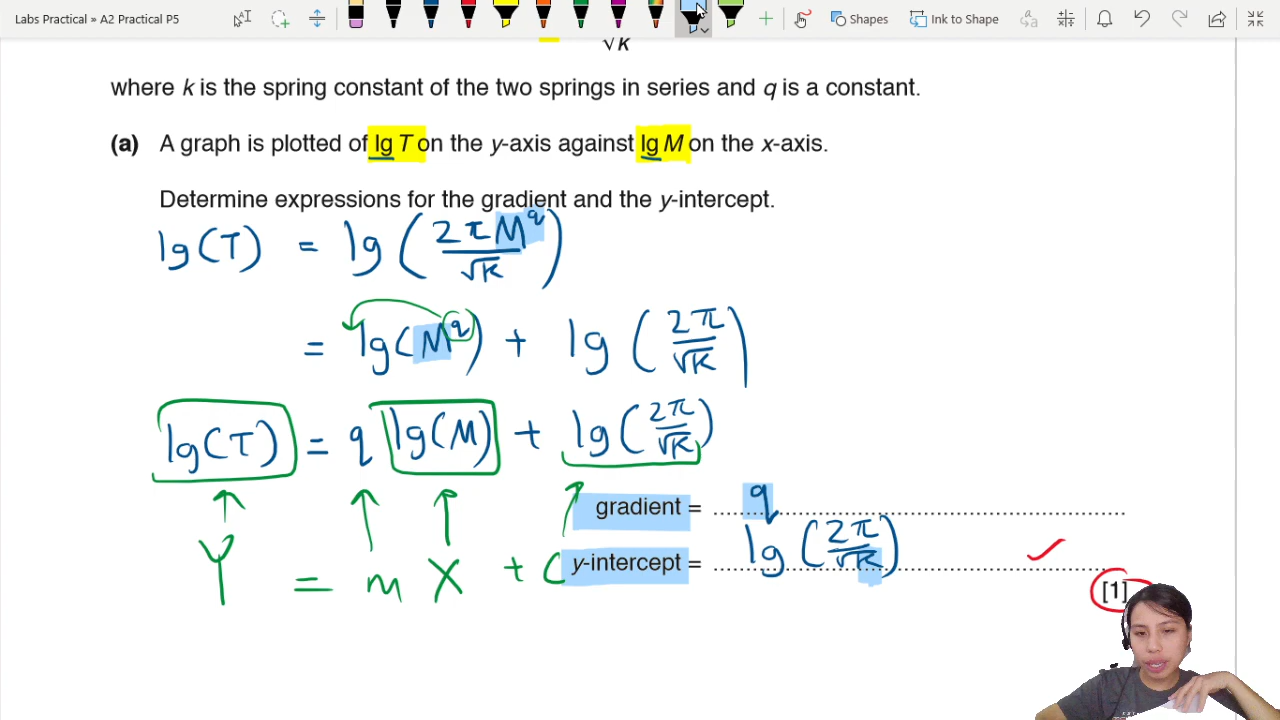 Labs Practical » A2 Practical P5
Shapes
Ink to Shape
√k
where k is the spring constant of the two springs in series and q is a constant.
(a) A graph is plotted of lg T on the y-axis against lg M on the x-axis.
Determine expressions for the gradient and the y-intercept.
lg(T) = lg(2πM^q/√k)
= lg(M^q) + lg(2π/√k)
lg(T) = q lg(M) + lg(2π/√k)
gradient = q
Y = m X + C
y-intercept = lg(2π/√k)
[1]